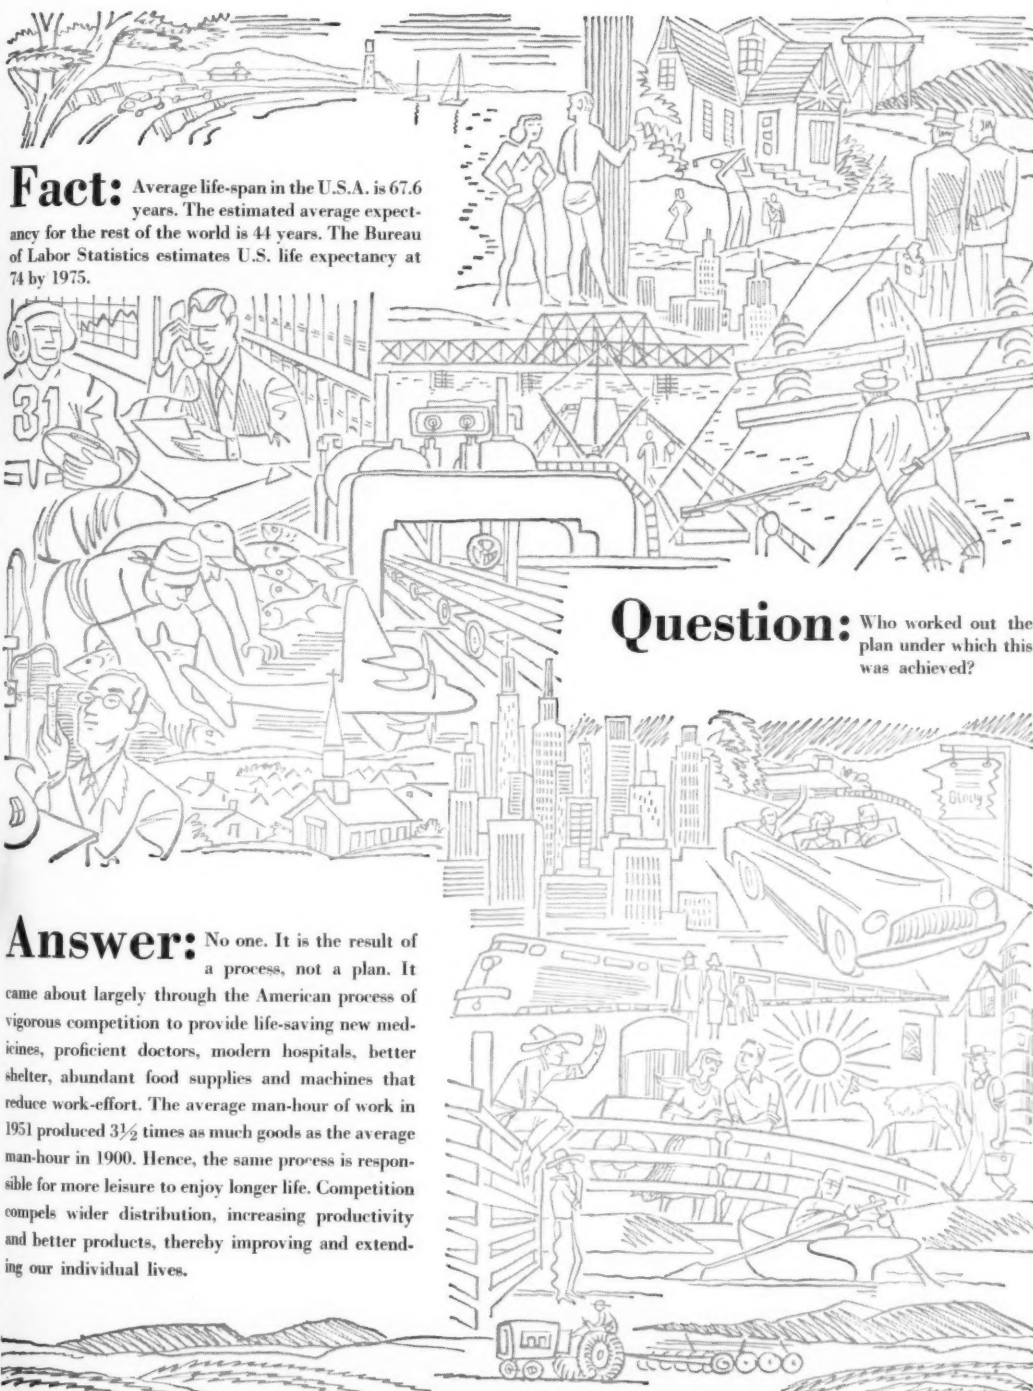 Fact: Average life-span in the U.S.A. is 67.6
years. The estimated average expect-
ancy for the rest of the world is 44 years. The Bureau
of Labor Statistics estimates U.S. life expectancy at
74 by 1975.
31
Question: Who worked out the
plan under which this
was achieved?
Answer: No one. It is the result of
a process, not a plan. It
came about largely through the American process of
vigorous competition to provide life-saving new med-
icines, proficient doctors, modern hospitals, better
shelter, abundant food supplies and machines that
reduce work-effort. The average man-hour of work in
1951 produced 3½ times as much goods as the average
man-hour in 1900. Hence, the same process is respon-
sible for more leisure to enjoy longer life. Competition
compels wider distribution, increasing productivity
and better products, thereby improving and extend-
ing our individual lives.